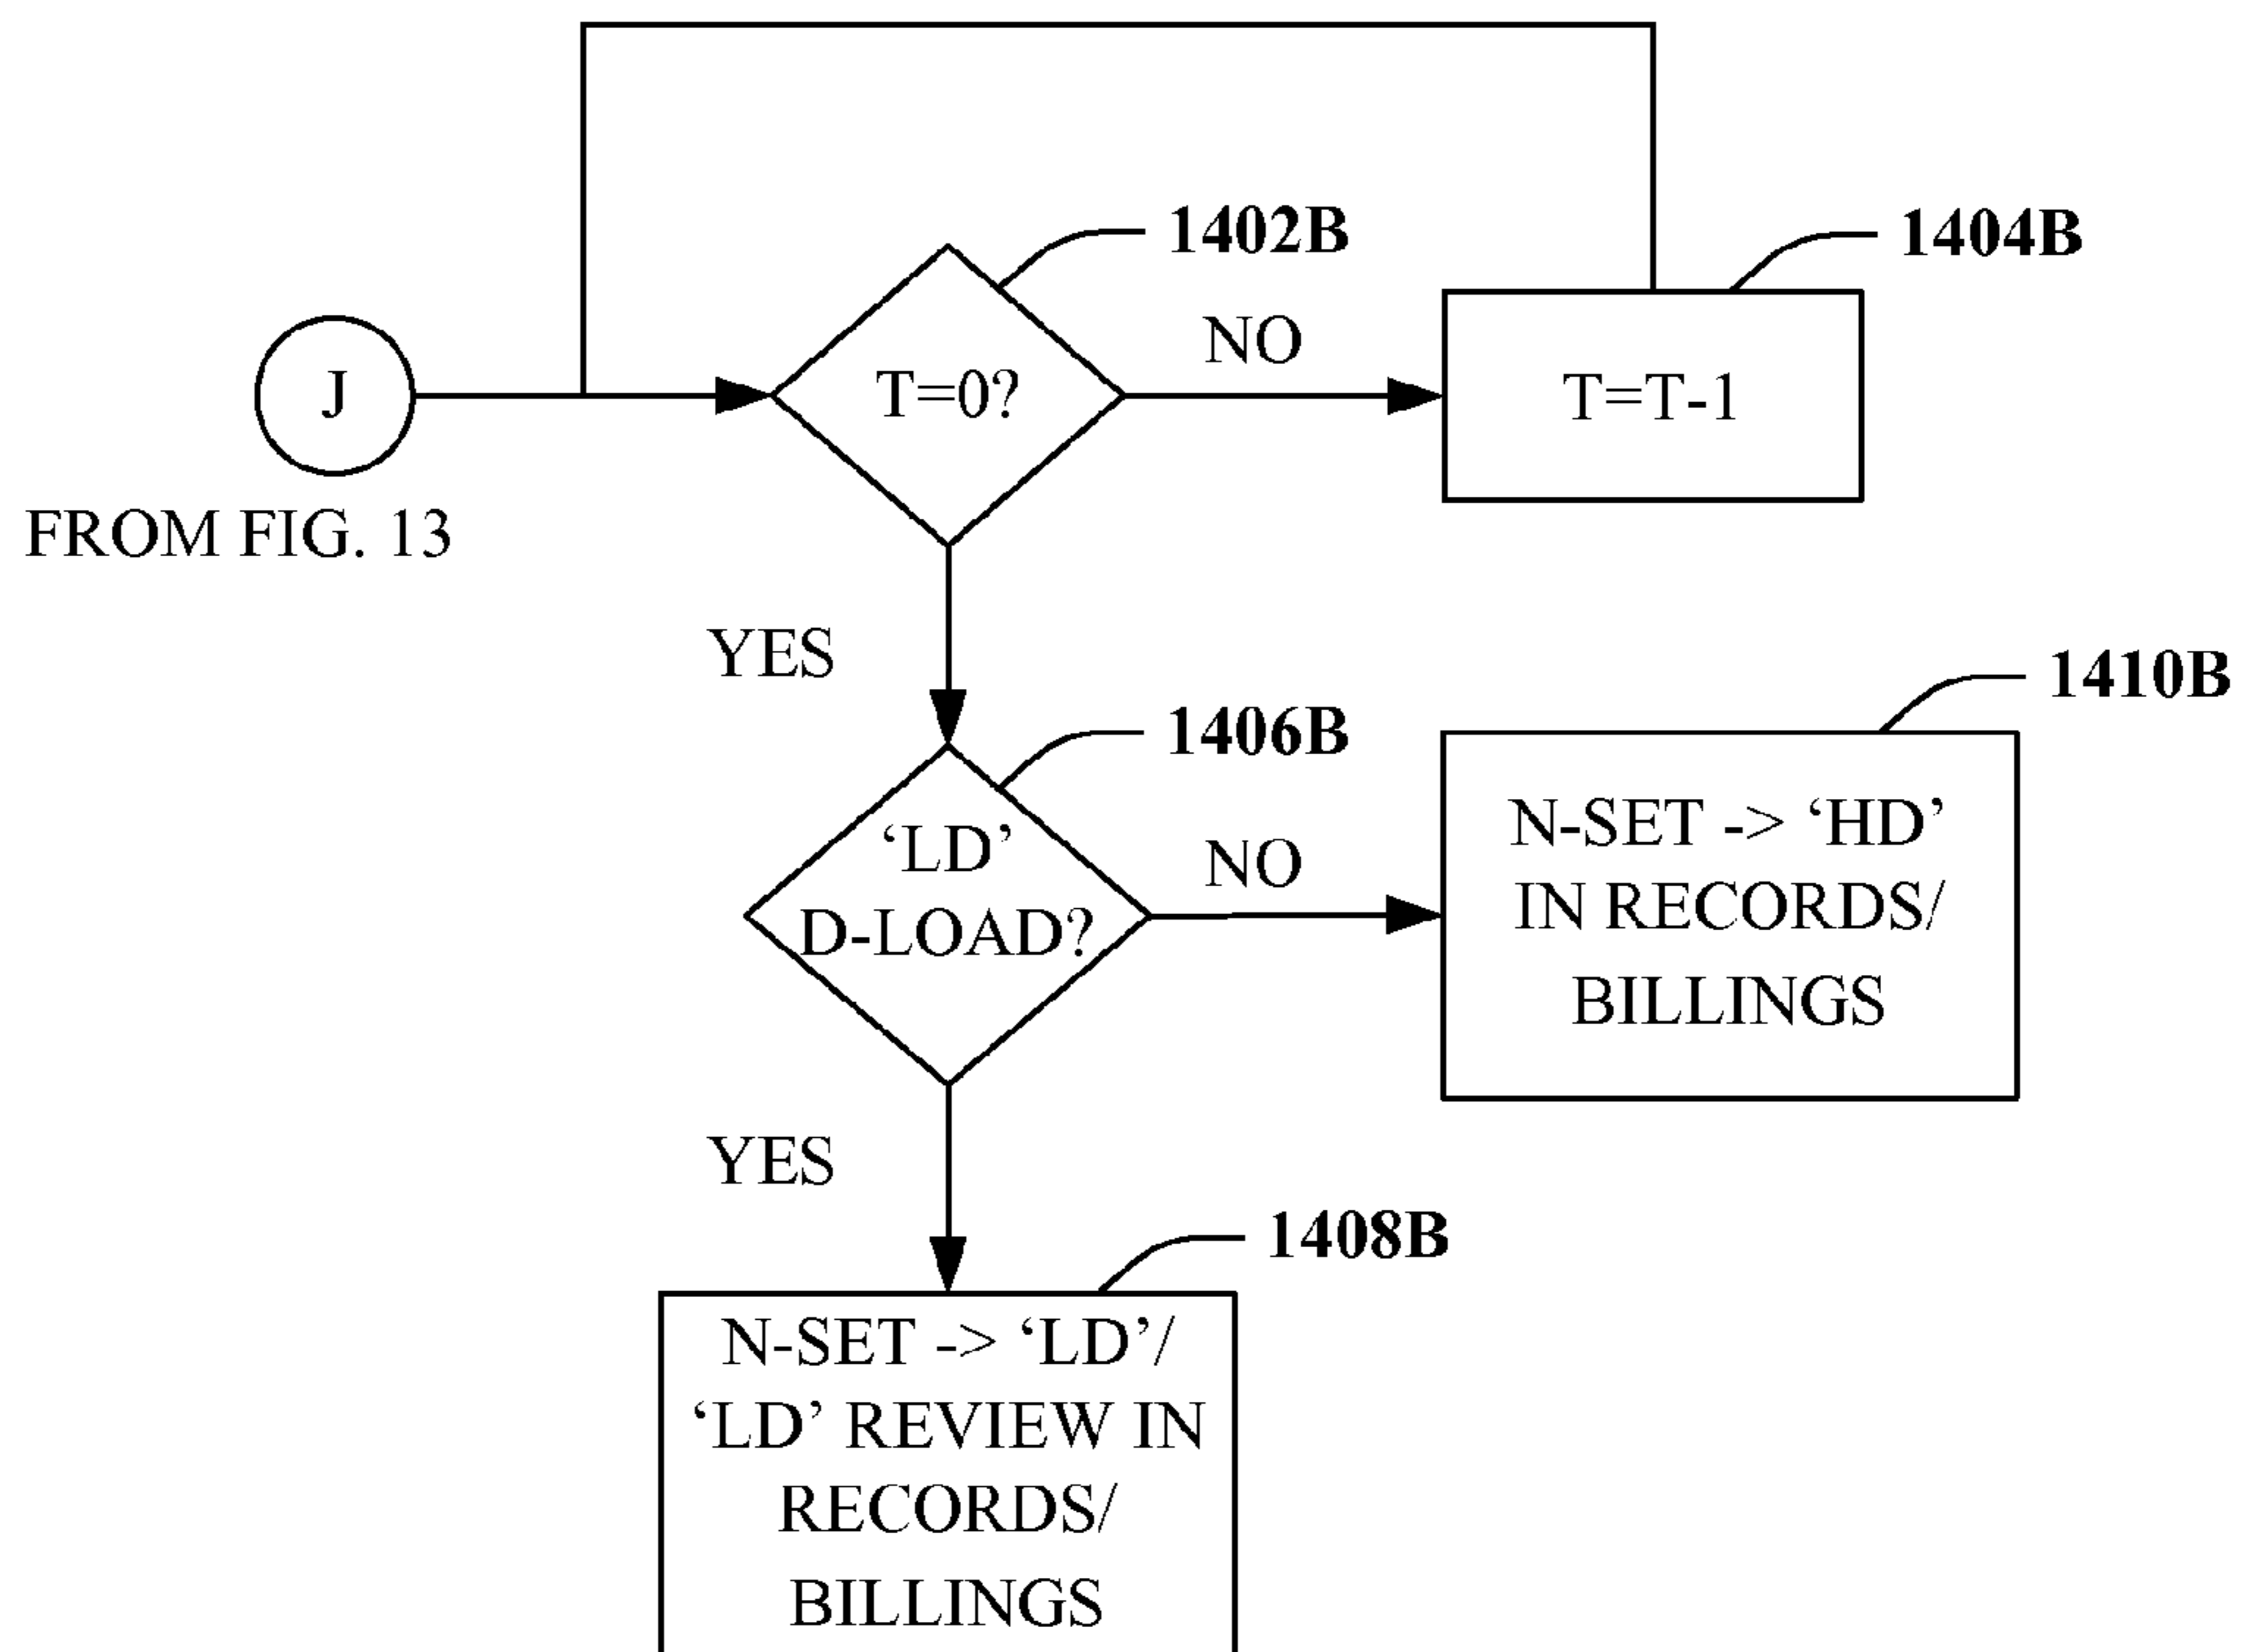 1402B
1404B
NO
J
T=0?
T=T-1
FROM FIG. 13
YES
1410B
1406B
‘LD’
D-LOAD?
NO
N-SET -> ‘HD’
IN RECORDS/
BILLINGS
YES
1408B
N-SET -> ‘LD’/
‘LD’ REVIEW IN
RECORDS/
BILLINGS